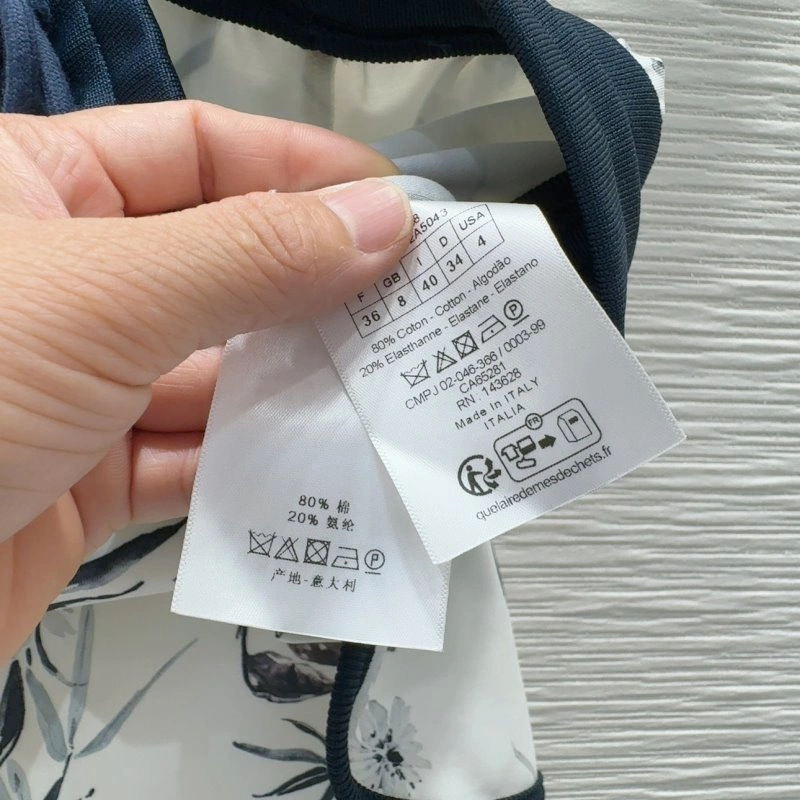 F GB I D USA
36 8 40 34 4
80% Coton - Cotton - Algodão
20% Elasthanne - Elastane - Elastano
CMPJ 02-046-366 / 0003-99
CA65281
RN : 143628
Made in ITALY
ITALIA
FR
quefairedemesdechets.fr
80% 棉
20% 氨纶
P
产地-意大利